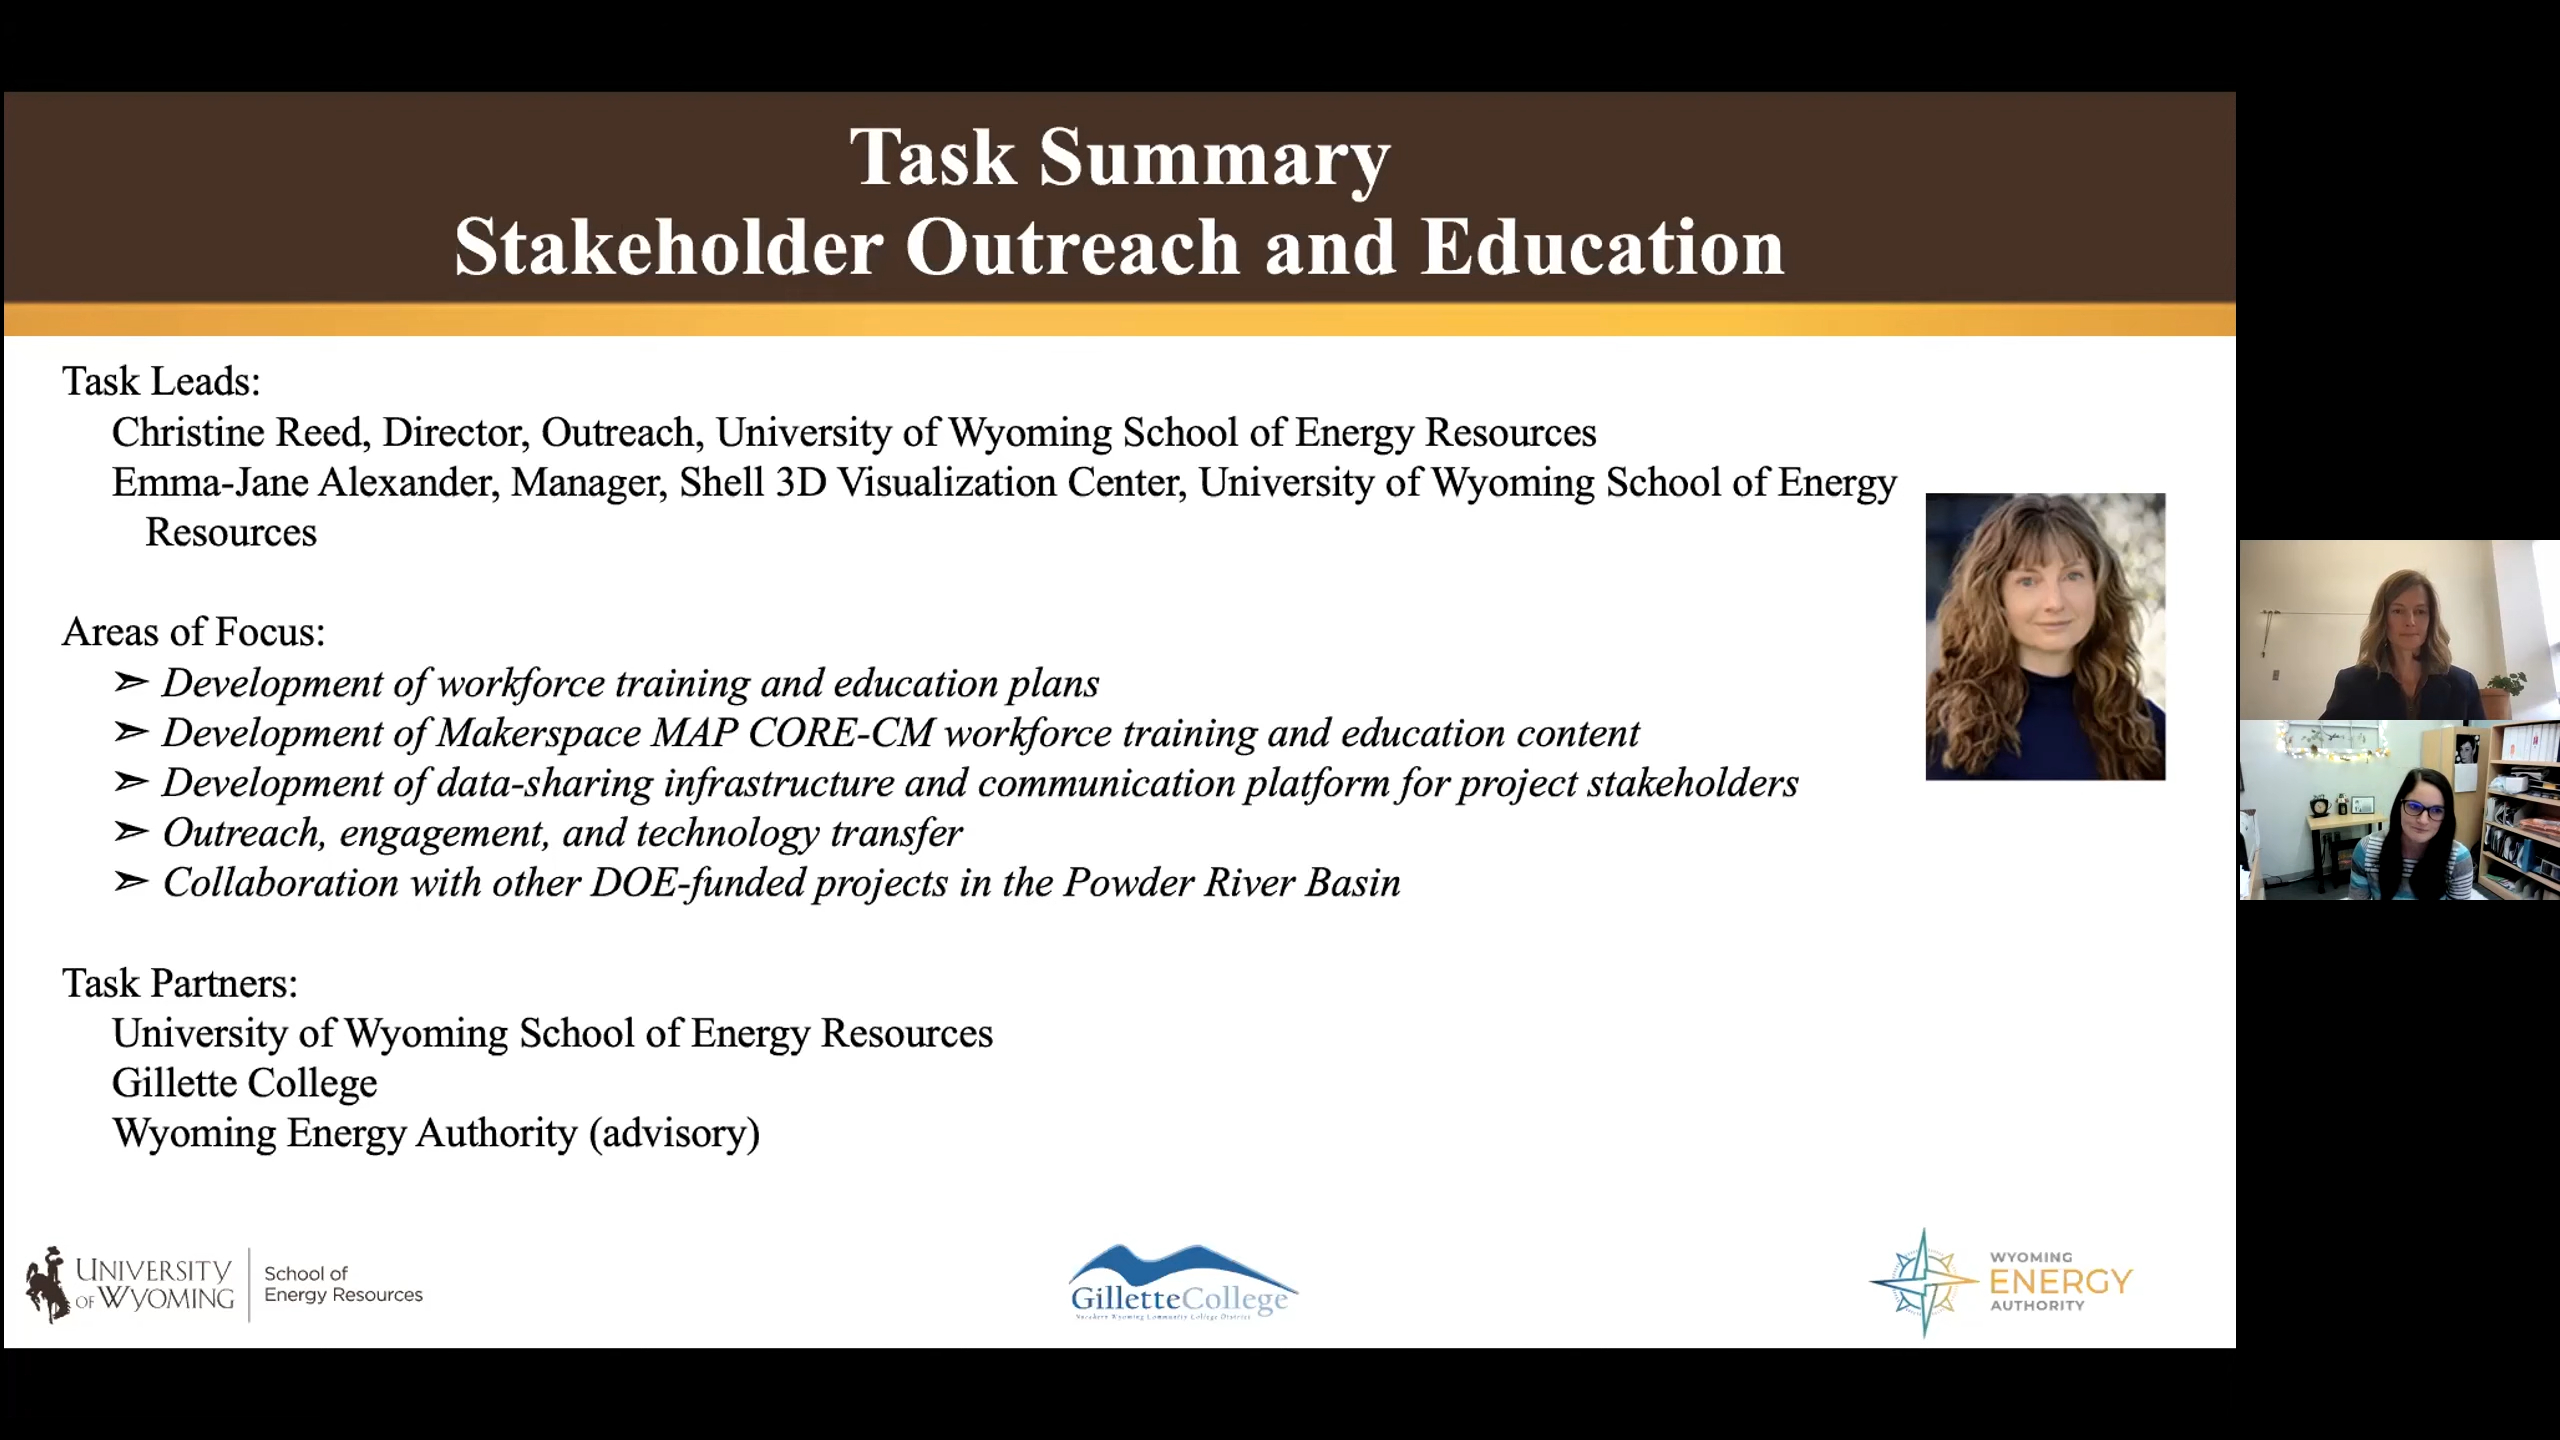 Task Summary
Stakeholder Outreach and Education
Task Leads:
Christine Reed, Director, Outreach, University of Wyoming School of Energy Resources
Emma-Jane Alexander, Manager, Shell 3D Visualization Center, University of Wyoming School of Energy
Resources
Areas of Focus:
➢ Development of workforce training and education plans
➢ Development of Makerspace MAP CORE-CM workforce training and education content
➢ Development of data-sharing infrastructure and communication platform for project stakeholders
➢ Outreach, engagement, and technology transfer
➢ Collaboration with other DOE-funded projects in the Powder River Basin
Task Partners:
University of Wyoming School of Energy Resources
Gillette College
Wyoming Energy Authority (advisory)
UNIVERSITY
OF WYOMING
School of
Energy Resources
GilletteCollege
Northern Wyoming Community College District
WYOMING
ENERGY
AUTHORITY